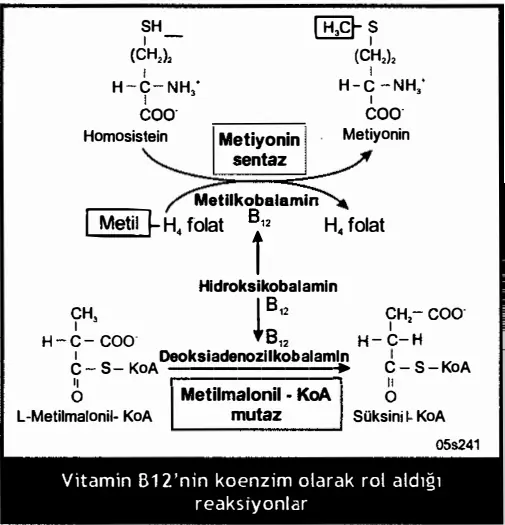 SH
H₃C S
(CH₂)₂
(CH₂)₂
H–C–NH₃⁺
H-C–NH₃⁺
COO⁻
COO⁻
Homosistein
Metiyonin
Metiyonin
sentaz
Metilkobalamin
B₁₂
Metil H₄ folat
H₄ folat
Hidroksikobalamin
B₁₂
B₁₂
Deoksiadenozilkobalamin
CH₃
H–C–COO⁻
C–S–KoA
O
L-Metilmalonil-KoA
Metilmalonil - KoA
mutaz
CH₂–COO⁻
H–C–H
C–S–KoA
O
Süksinil-KoA
05s241
Vitamin B12'nin koenzim olarak rol aldığı
reaksiyonlar